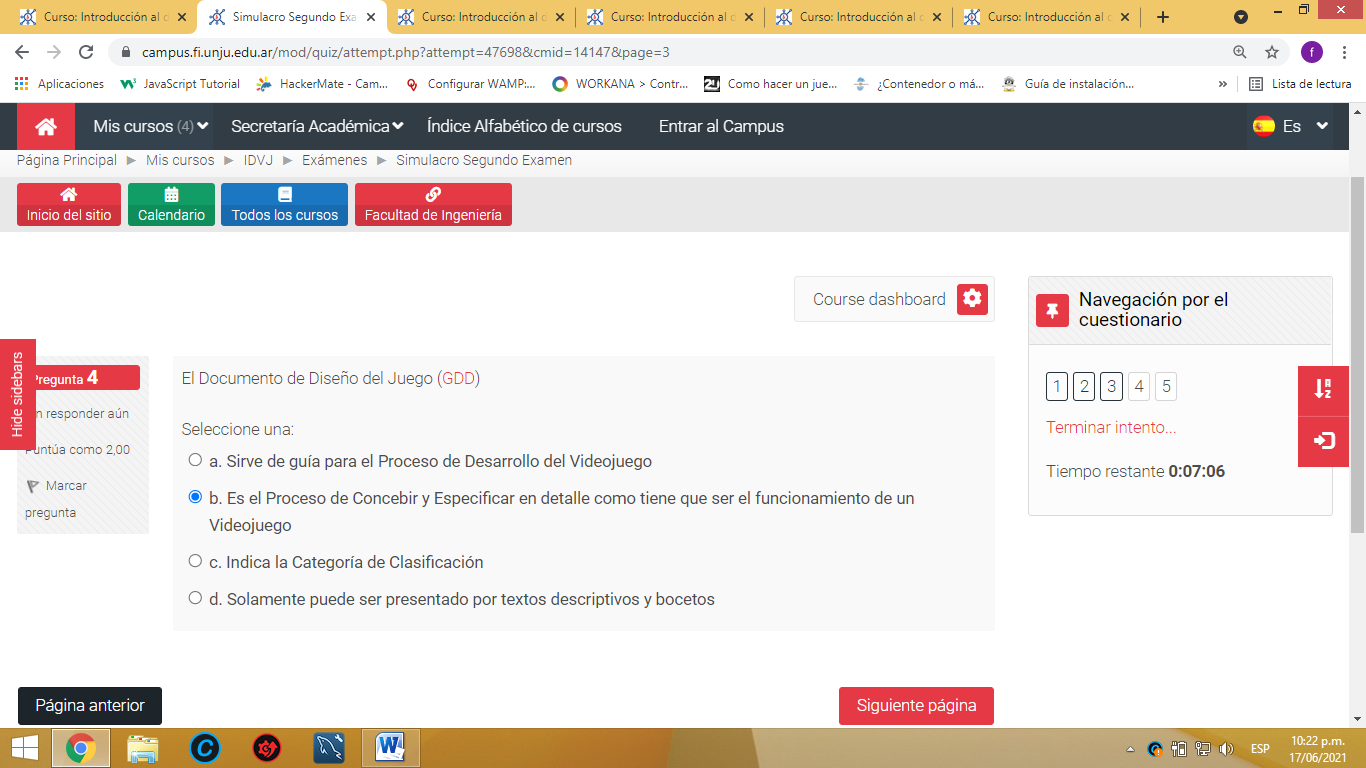 Curso: Introducción al d
Simulacro Segundo Exa
Curso: Introducción al d
Curso: Introducción al d
Curso: Introducción al c
Curso: Introducción al c
campus.fi.unju.edu.ar/mod/quiz/attempt.php?attempt=47698&cmid=14147&page=3
f
Aplicaciones
JavaScript Tutorial
HackerMate - Cam...
Configurar WAMP:...
WORKANA > Contr...
Como hacer un jue...
¿Contenedor o má...
Guía de instalación...
»
Lista de lectura
Mis cursos (4)
Secretaría Académica
Índice Alfabético de cursos
Entrar al Campus
Es
Página Principal ► Mis cursos ► IDVJ ► Exámenes ► Simulacro Segundo Examen
Inicio del sitio
Calendario
Todos los cursos
Facultad de Ingeniería
Course dashboard
Hide sidebars
Pregunta 4
n responder aún
Puntúa como 2,00
Marcar
pregunta
El Documento de Diseño del Juego (GDD)
Seleccione una:
a. Sirve de guía para el Proceso de Desarrollo del Videojuego
b. Es el Proceso de Concebir y Especificar en detalle como tiene que ser el funcionamiento de un
Videojuego
c. Indica la Categoría de Clasificación
d. Solamente puede ser presentado por textos descriptivos y bocetos
Página anterior
Siguiente página
Navegación por el
cuestionario
1 2 3 4 5
Terminar intento...
Tiempo restante 0:07:06
ESP
10:22 p.m.
17/06/2021